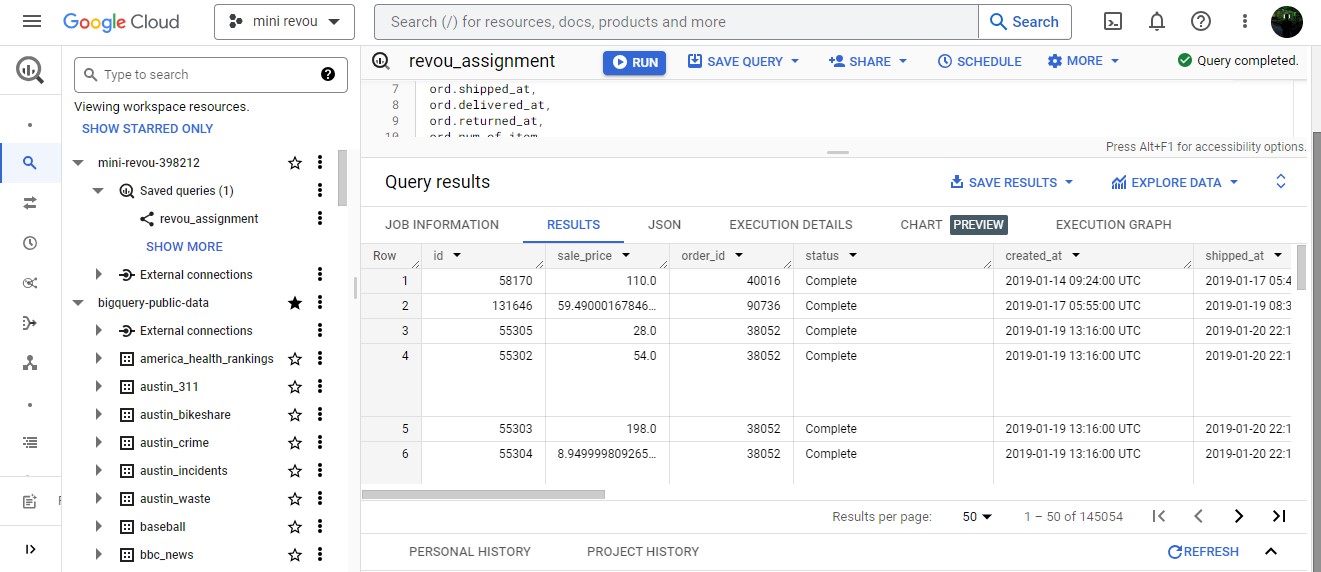 Google Cloud
mini revou
Search (/) for resources, docs, products and more
Search
Type to search
Viewing workspace resources.
SHOW STARRED ONLY
mini-revou-398212
Saved queries (1)
revou_assignment
SHOW MORE
External connections
bigquery-public-data
External connections
america_health_rankings
austin_311
austin_bikeshare
austin_crime
austin_incidents
austin_waste
baseball
bbc_news
revou_assignment
RUN
SAVE QUERY
SHARE
SCHEDULE
MORE
Query completed.
7 ord.shipped_at,
8 ord.delivered_at,
9 ord.returned_at,
10 ord.num_of_item
Press Alt+F1 for accessibility options.
Query results
SAVE RESULTS
EXPLORE DATA
JOB INFORMATION RESULTS JSON EXECUTION DETAILS CHART PREVIEW EXECUTION GRAPH
Row id sale_price order_id status created_at shipped_at
1 58170 110.0 40016 Complete 2019-01-14 09:24:00 UTC 2019-01-17 05:4
2 131646 59.49000167846... 90736 Complete 2019-01-17 05:55:00 UTC 2019-01-19 08:3
3 55305 28.0 38052 Complete 2019-01-19 13:16:00 UTC 2019-01-20 22:1
4 55302 54.0 38052 Complete 2019-01-19 13:16:00 UTC 2019-01-20 22:1
5 55303 198.0 38052 Complete 2019-01-19 13:16:00 UTC 2019-01-20 22:1
6 55304 8.949999809265... 38052 Complete 2019-01-19 13:16:00 UTC 2019-01-20 22:1
Results per page: 50 1 – 50 of 145054
PERSONAL HISTORY PROJECT HISTORY REFRESH